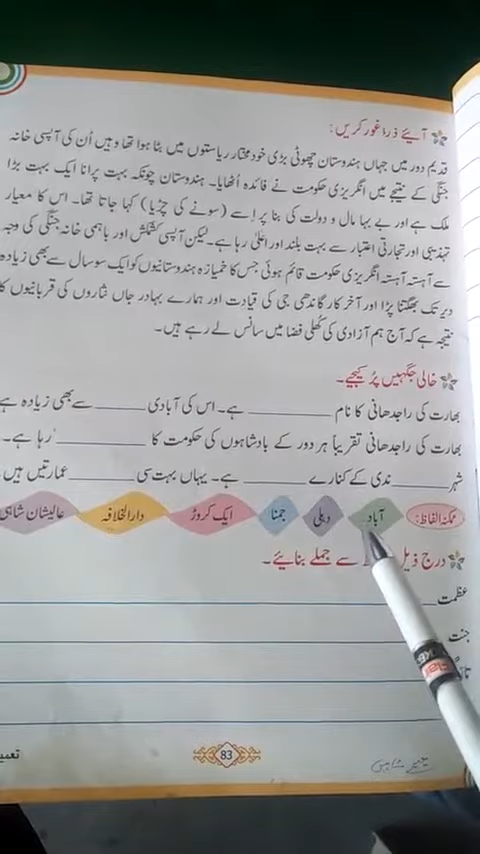 آیئے ذرا غور کریں:
قدیم دور میں جہاں ہندوستان چھوٹی بڑی خود مختار ریاستوں میں بٹا ہوا تھا وہیں اُن کی آپسی خانہ
جنگی کے نتیجے میں انگریزی حکومت نے فائدہ اُٹھایا۔ ہندوستان چونکہ بہت پرانا ایک بہت بڑا
ملک ہے اور بے بہا مال و دولت کی بنا پر اِسے (سونے کی چڑیا) کہا جاتا تھا۔ اس کا معیار
تہذیبی اور تجارتی اعتبار سے بہت بلند اور اعلیٰ رہا ہے۔ لیکن آپسی کشمکش اور باہمی خانہ جنگی کی وجہ
سے آہستہ آہستہ انگریزی حکومت قائم ہوئی جس کا خمیازہ ہندوستانیوں کو ایک سو سال سے بھی زیادہ
دیر تک بھگتنا پڑا اور آخر کار گاندھی جی کی قیادت اور ہمارے بہادر جاں نثاروں کی قربانیوں کا
نتیجہ ہے کہ آج ہم آزادی کی کُھلی فضا میں سانس لے رہے ہیں۔
خالی جگہیں پُر کیجیے۔
بھارت کی راجدھانی کا نام ______ ہے۔ اس کی آبادی ______ سے بھی زیادہ ہے
بھارت کی راجدھانی تقریباً ہر دور کے بادشاہوں کی حکومت کا ______ رہا ہے۔
شہر ______ ندی کے کنارے ______ ہے۔ یہاں بہت سی ______ عمارتیں ہیں
ممکنہ الفاظ: آباد دہلی جمنا ایک کروڑ دارالخلافہ عالیشان شاہی
درج ذیل سے جملے بنائیے۔
عظمت
جنت
83